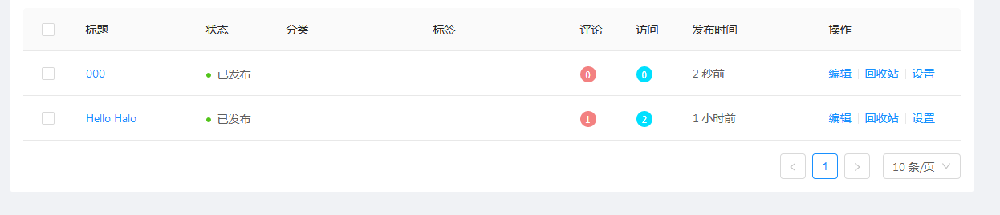 标题 状态 分类 标签 评论 访问 发布时间 操作
000 已发布 0 0 2 秒前 编辑 回收站 设置
Hello Halo 已发布 1 2 1 小时前 编辑 回收站 设置
1 10 条/页